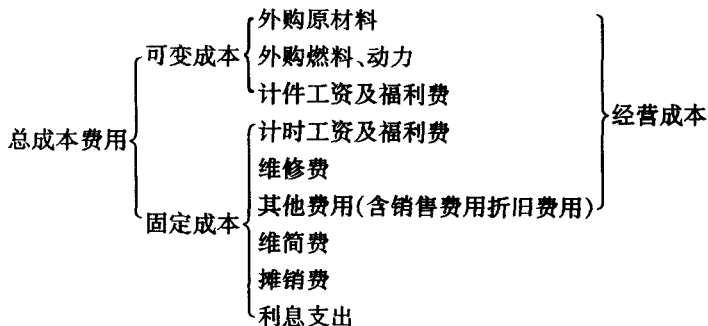 总成本费用
可变成本
外购原材料
外购燃料、动力
计件工资及福利费
固定成本
计时工资及福利费
维修费
其他费用(含销售费用折旧费用)
维简费
摊销费
利息支出
经营成本